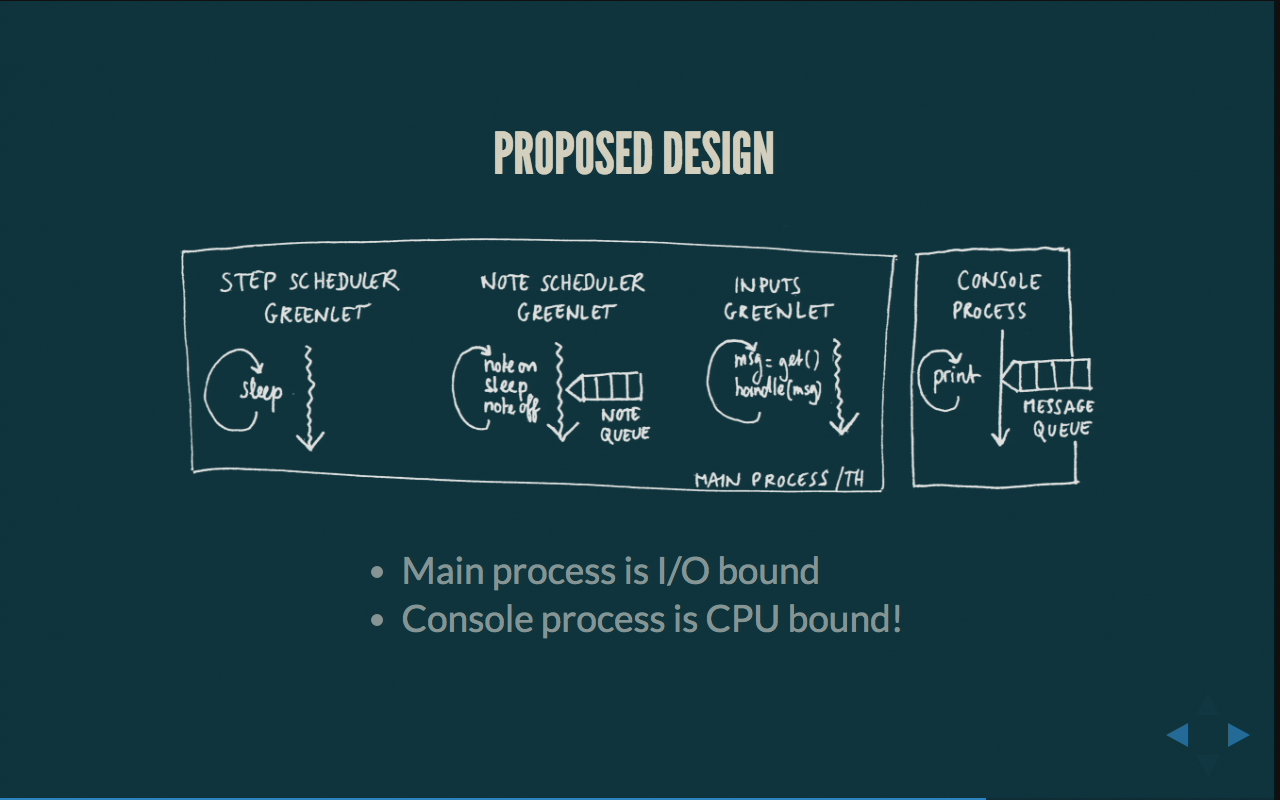 PROPOSED DESIGN
STEP SCHEDULER
GREENLET
sleep
NOTE SCHEDULER
GREENLET
note on
sleep
note off
NOTE
QUEUE
INPUTS
GREENLET
msg = get()
handle(msg)
MAIN PROCESS / TH
CONSOLE
PROCESS
print
MESSAGE
QUEUE
• Main process is I/O bound
• Console process is CPU bound!